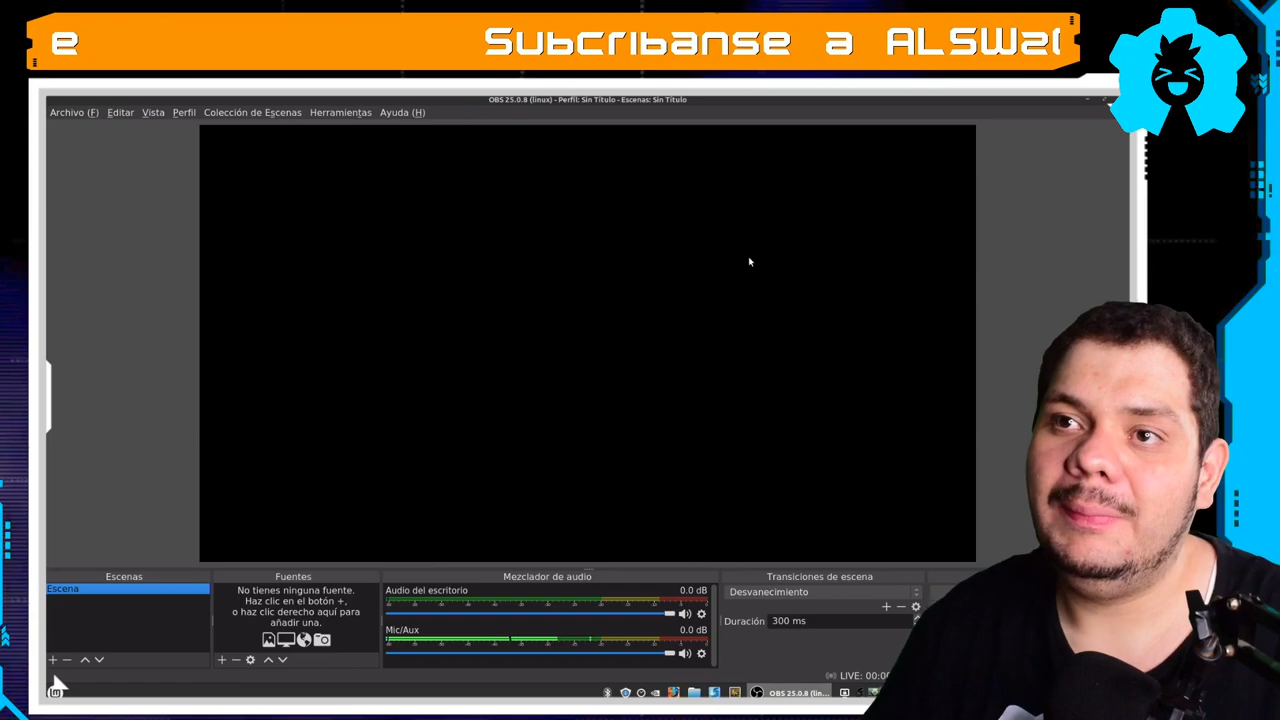 e Subcribanse a ALSW2
OBS 25.0.8 (linux) - Perfil: Sin Título - Escenas: Sin Título
Archivo (F) Editar Vista Perfil Colección de Escenas Herramientas Ayuda (H)
Escenas
Escena
Fuentes
No tienes ninguna fuente.
Haz clic en el botón +,
o haz clic derecho aquí para
añadir una.
Mezclador de audio
Audio del escritorio 0.0 dB
Mic/Aux 0.0 dB
Transiciones de escena
Desvanecimiento
Duración 300 ms
LIVE: 00:0
OBS 25.0.8 (lin...